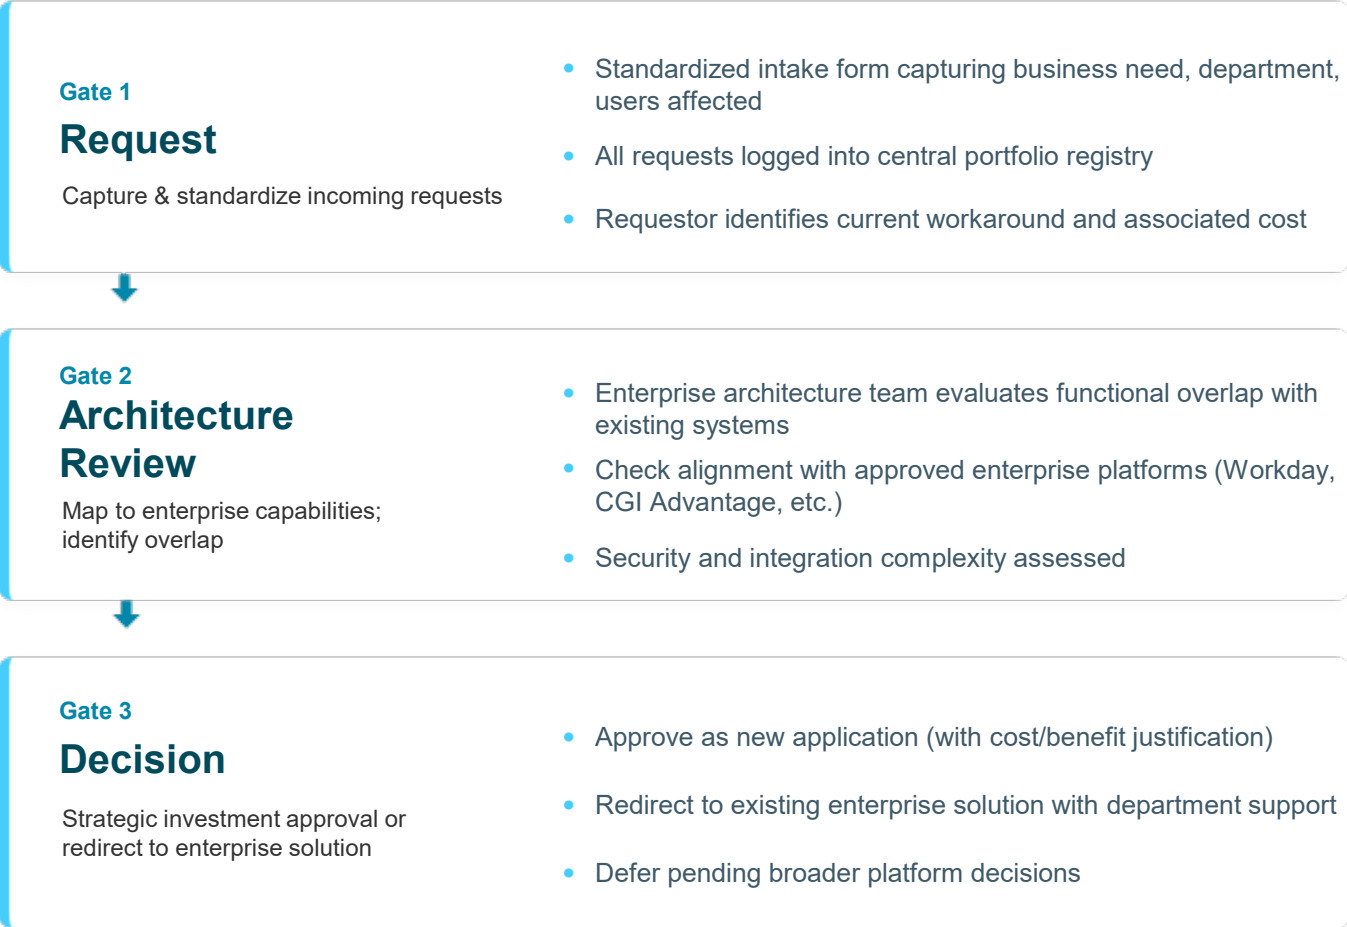 Gate 1
Request
Capture & standardize incoming requests
Standardized intake form capturing business need, department,
users affected
All requests logged into central portfolio registry
Requestor identifies current workaround and associated cost
Gate 2
Architecture
Review
Map to enterprise capabilities;
identify overlap
Enterprise architecture team evaluates functional overlap with
existing systems
Check alignment with approved enterprise platforms (Workday,
CGI Advantage, etc.)
Security and integration complexity assessed
Gate 3
Decision
Strategic investment approval or
redirect to enterprise solution
Approve as new application (with cost/benefit justification)
Redirect to existing enterprise solution with department support
Defer pending broader platform decisions